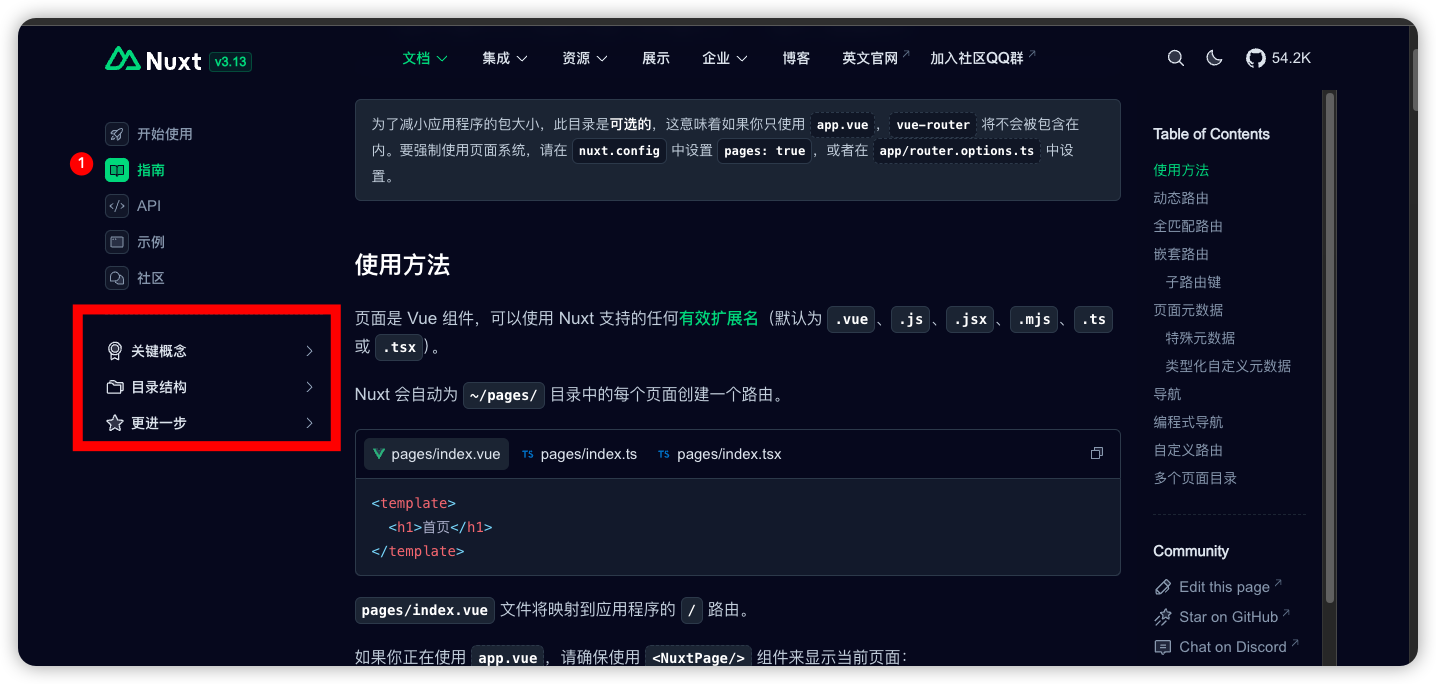 Nuxt v3.13 文档 集成 资源 展示 企业 博客 英文官网 加入社区QQ群 54.2K
开始使用
1 指南
API
示例
社区
关键概念
目录结构
更进一步
为了减小应用程序的包大小，此目录是可选的，这意味着如果你只使用 app.vue ， vue-router 将不会被包含在
内。要强制使用页面系统，请在 nuxt.config 中设置 pages: true ，或者在 app/router.options.ts 中设
置。
使用方法
页面是 Vue 组件，可以使用 Nuxt 支持的任何有效扩展名（默认为 .vue 、 .js 、 .jsx 、 .mjs 、 .ts
或 .tsx ）。
Nuxt 会自动为 ~/pages/ 目录中的每个页面创建一个路由。
pages/index.vue TS pages/index.ts TS pages/index.tsx
<template>
<h1>首页</h1>
</template>
pages/index.vue 文件将映射到应用程序的 / 路由。
如果你正在使用 app.vue ，请确保使用 <NuxtPage/> 组件来显示当前页面：
Table of Contents
使用方法
动态路由
全匹配路由
嵌套路由
子路由键
页面元数据
特殊元数据
类型化自定义元数据
导航
编程式导航
自定义路由
多个页面目录
Community
Edit this page
Star on GitHub
Chat on Discord